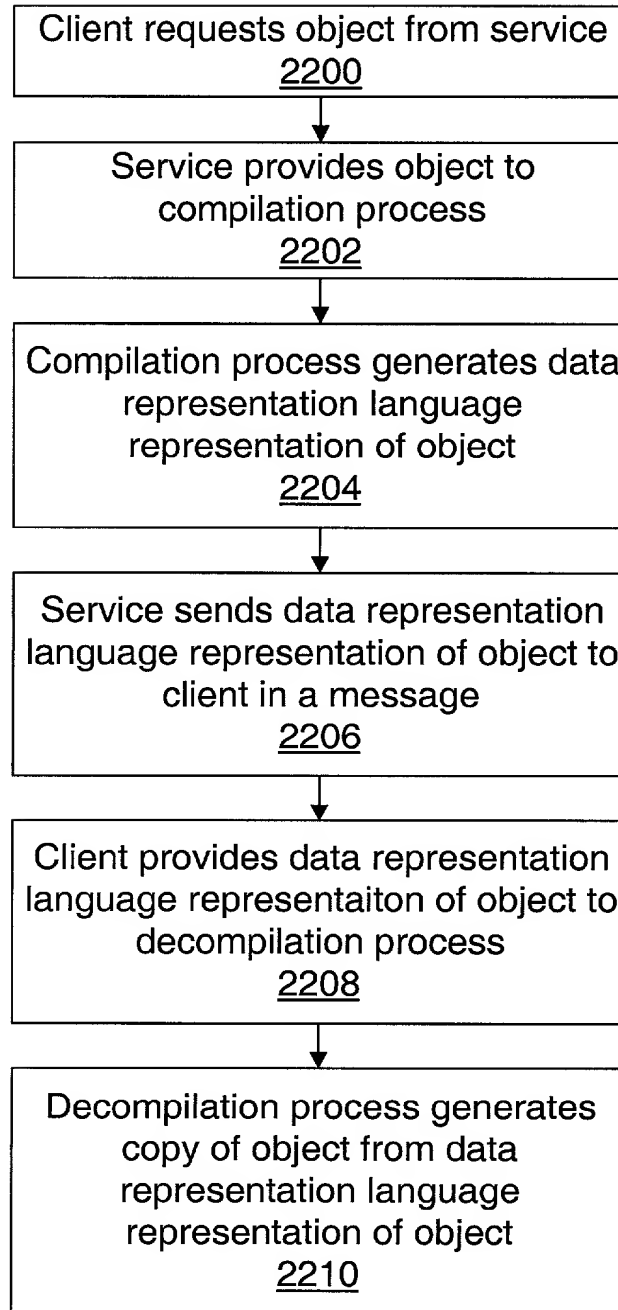 Client requests object from service
2200
Service provides object to
compilation process
2202
Compilation process generates data
representation language
representation of object
2204
Service sends data representation
language representation of object to
client in a message
2206
Client provides data representation
language representaiton of object to
decompilation process
2208
Decompilation process generates
copy of object from data
representation language
representation of object
2210